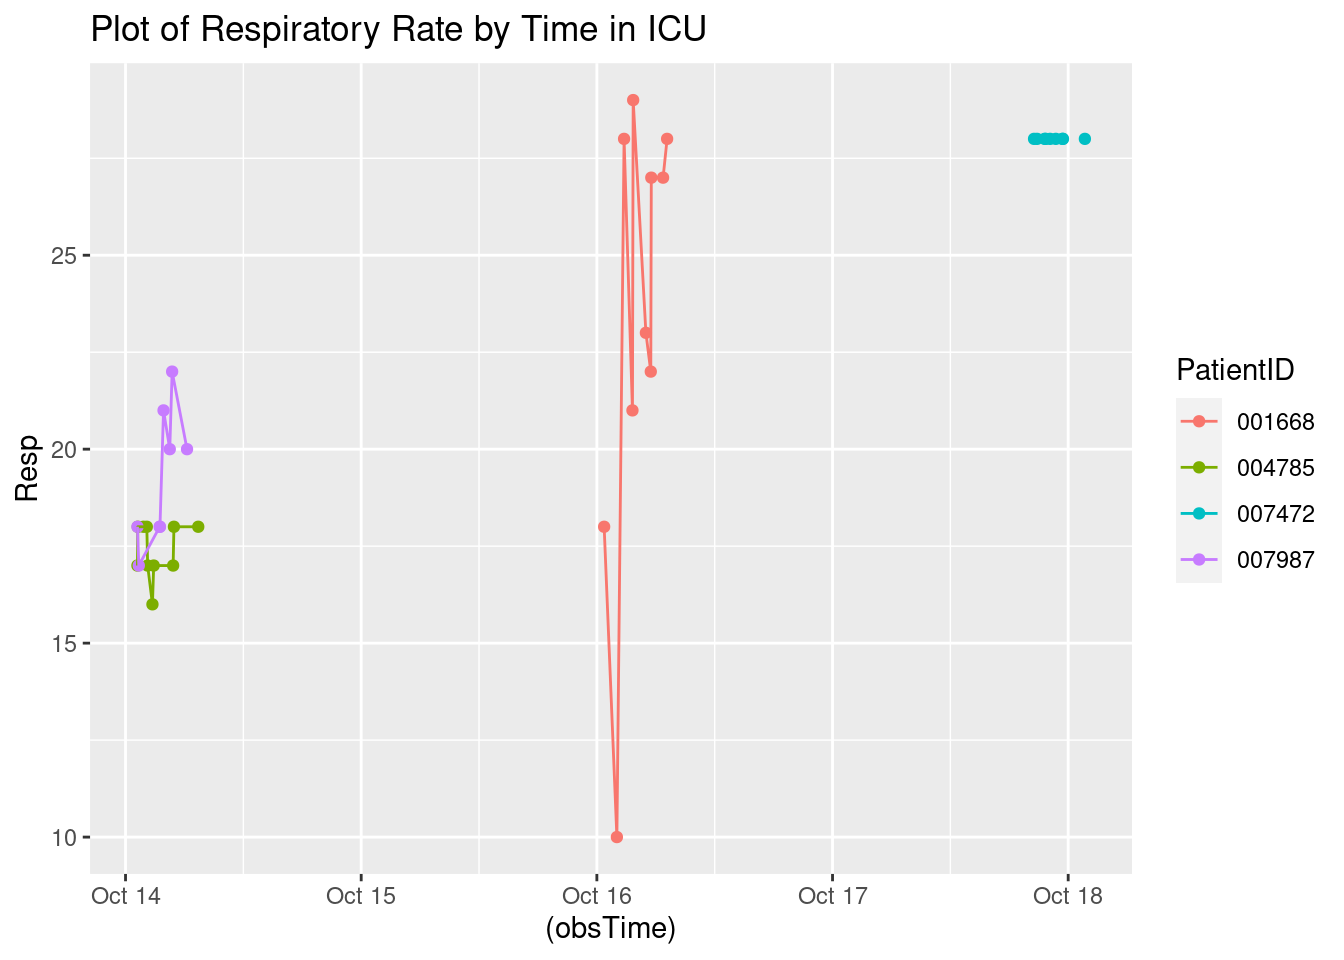 Plot of Respiratory Rate by Time in ICU
Resp
25
20
15
10
Oct 14
Oct 15
Oct 16
Oct 17
Oct 18
(obsTime)
PatientID
001668
004785
007472
007987